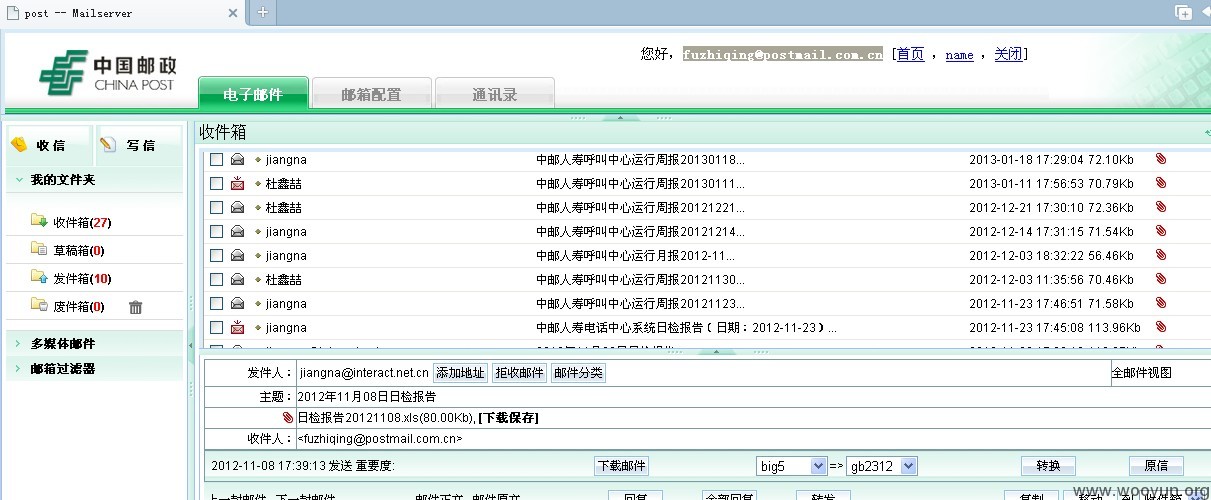 post -- Mailserver
中国邮政
CHINA POST
您好, fuzhiqing@postmail.com.cn [首页 , name , 关闭]
电子邮件 邮箱配置 通讯录
收信 写信
我的文件夹
收件箱(27)
草稿箱(0)
发件箱(10)
废件箱(0)
多媒体邮件
邮箱过滤器
收件箱
jiangna 中邮人寿呼叫中心运行周报20130118... 2013-01-18 17:29:04 72.10Kb
杜鑫喆 中邮人寿呼叫中心运行周报20130111... 2013-01-11 17:56:53 70.79Kb
杜鑫喆 中邮人寿呼叫中心运行周报20121221... 2012-12-21 17:30:10 72.36Kb
jiangna 中邮人寿呼叫中心运行周报20121214... 2012-12-14 17:31:15 71.54Kb
jiangna 中邮人寿呼叫中心运行月报2012-11... 2012-12-03 18:32:22 56.46Kb
杜鑫喆 中邮人寿呼叫中心运行周报20121130... 2012-12-03 11:35:56 70.46Kb
jiangna 中邮人寿呼叫中心运行周报20121123... 2012-11-23 17:46:51 71.58Kb
jiangna 中邮人寿电话中心系统日检报告(日期:2012-11-23)... 2012-11-23 17:45:08 113.96Kb
发件人: jiangna@interact.net.cn 添加地址 拒收邮件 邮件分类 全邮件视图
主题: 2012年11月08日日检报告
日检报告20121108.xls(80.00Kb), [下载保存]
收件人: <fuzhiqing@postmail.com.cn>
2012-11-08 17:39:13 发送 重要度: 下载邮件 big5 => gb2312 转换 原信
上一封邮件 下一封邮件 邮件正文 邮件原文 回复 全部回复 转发 复制 移动 到 收件箱
www.wooyun.org